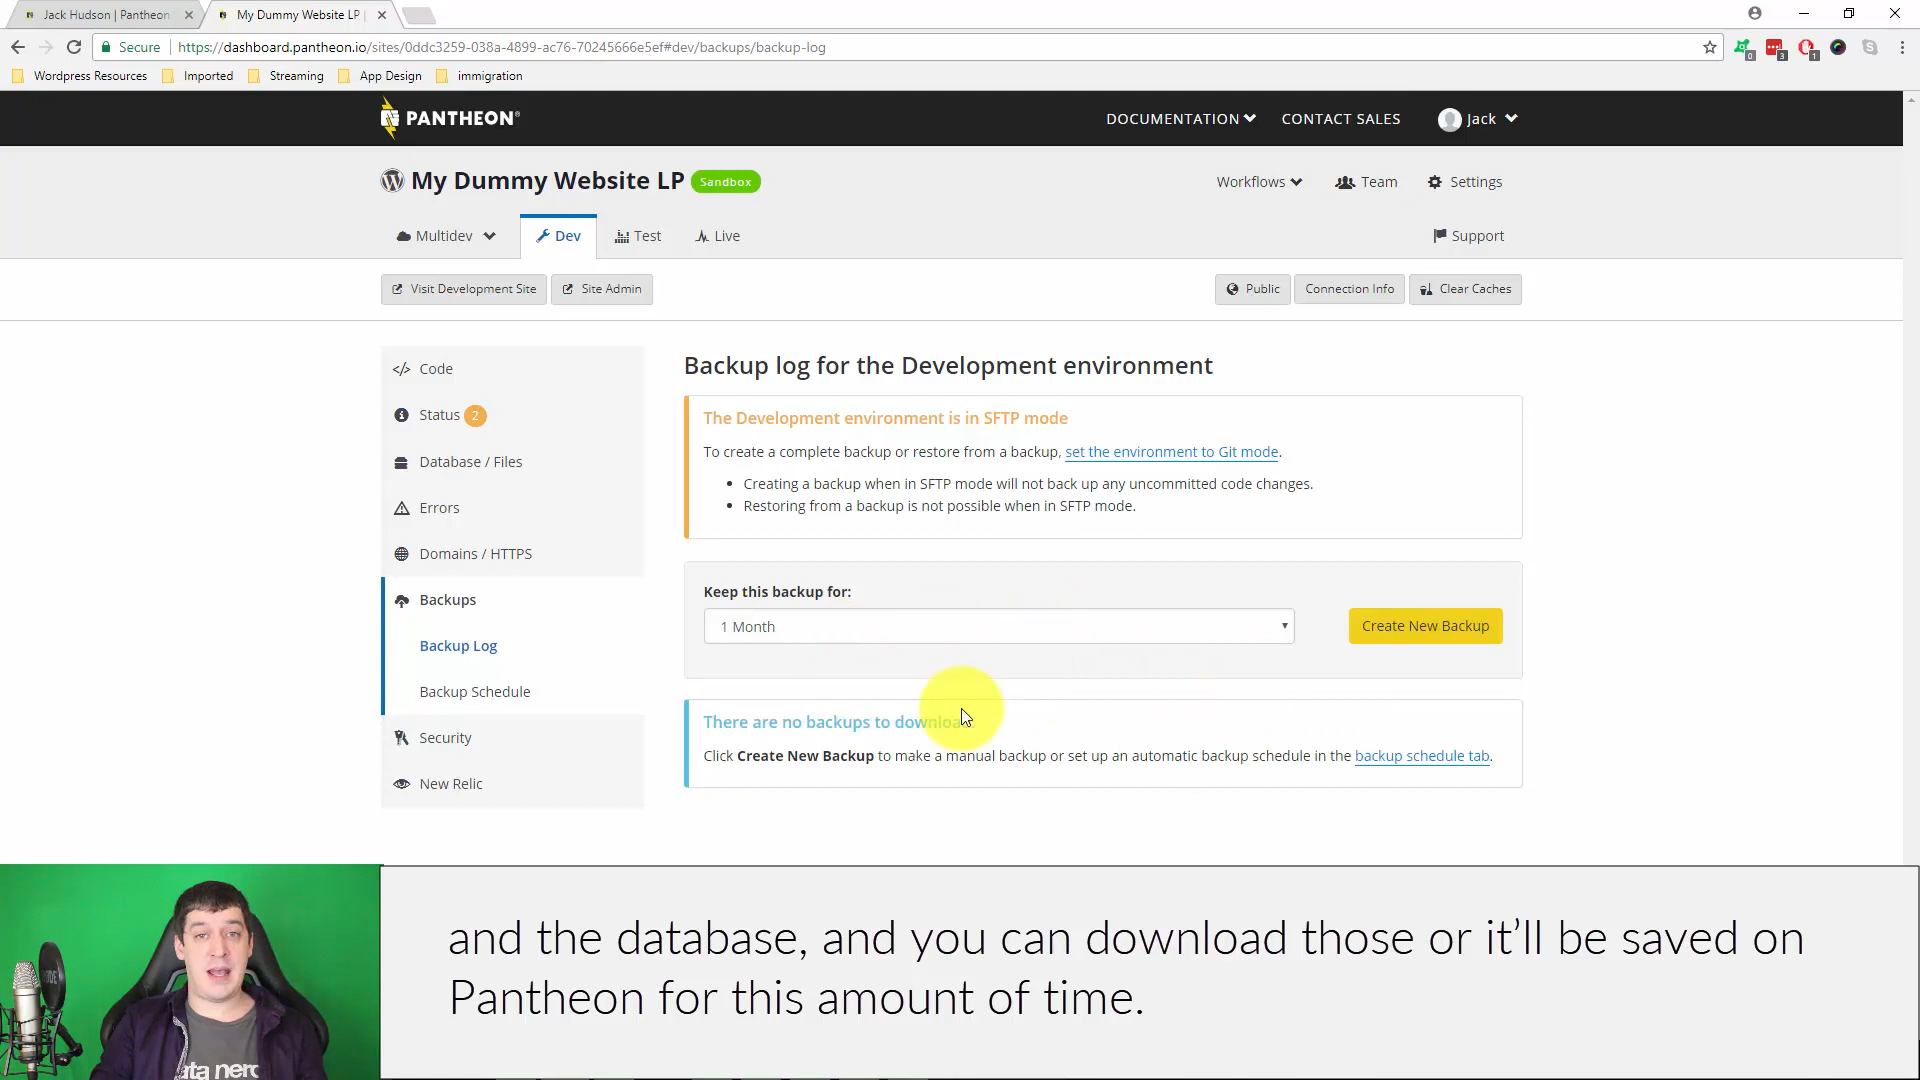 Jack Hudson | Pantheon
My Dummy Website LP |
Secure
https://dashboard.pantheon.io/sites/0ddc3259-038a-4899-ac76-70245666e5ef#dev/backups/backup-log
0
3
1
Wordpress Resources
Imported
Streaming
App Design
immigration
PANTHEON®
DOCUMENTATION
CONTACT SALES
Jack
My Dummy Website LP
Sandbox
Workflows
Team
Settings
Multidev
Dev
Test
Live
Support
Visit Development Site
Site Admin
Public
Connection Info
Clear Caches
Code
Status 2
Database / Files
Errors
Domains / HTTPS
Backups
Backup Log
Backup Schedule
Security
New Relic
Backup log for the Development environment
The Development environment is in SFTP mode
To create a complete backup or restore from a backup, set the environment to Git mode.
Creating a backup when in SFTP mode will not back up any uncommitted code changes.
Restoring from a backup is not possible when in SFTP mode.
Keep this backup for:
1 Month
Create New Backup
There are no backups to download.
Click Create New Backup to make a manual backup or set up an automatic backup schedule in the backup schedule tab.
and the database, and you can download those or it’ll be saved on
Pantheon for this amount of time.